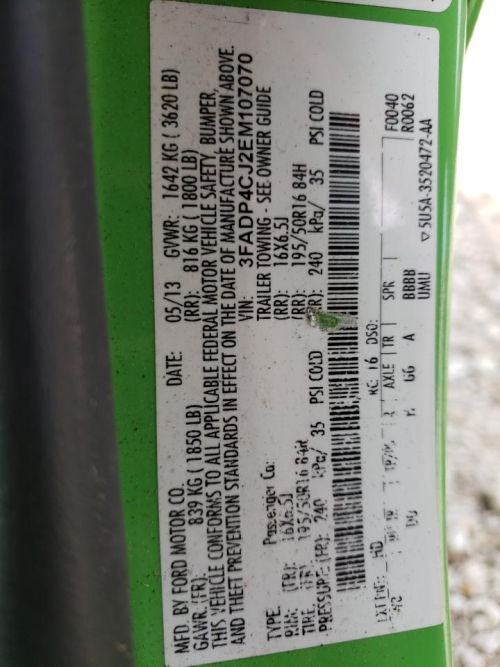 MFD. BY FORD MOTOR CO. DATE: 05/13 GVWR: 1642 KG ( 3620 LB)
GAWR: (FR): 839 KG ( 1850 LB) (RR): 816 KG ( 1800 LB)
THIS VEHICLE CONFORMS TO ALL APPLICABLE FEDERAL MOTOR VEHICLE SAFETY, BUMPER,
AND THEFT PREVENTION STANDARDS IN EFFECT ON THE DATE OF MANUFACTURE SHOWN ABOVE.
VIN: 3FADP4CJ2EM107070
TYPE: Passenger Car TRAILER TOWING - SEE OWNER GUIDE
RIM: (FR): 16X6.5J (RR): 16X6.5J
TIRE (FR) 195/50R16 84H (RR): 195/50R16 84H
PRESSURE: (FR): 240 kPa/ 35 PSI COLD 240 kPa/ 35 PSI COLD
EXT PNT: RC: 16 DSO: F0040
AXLE TR SPR R0062
A BBBB
UMU
5U5A-3520472-AA